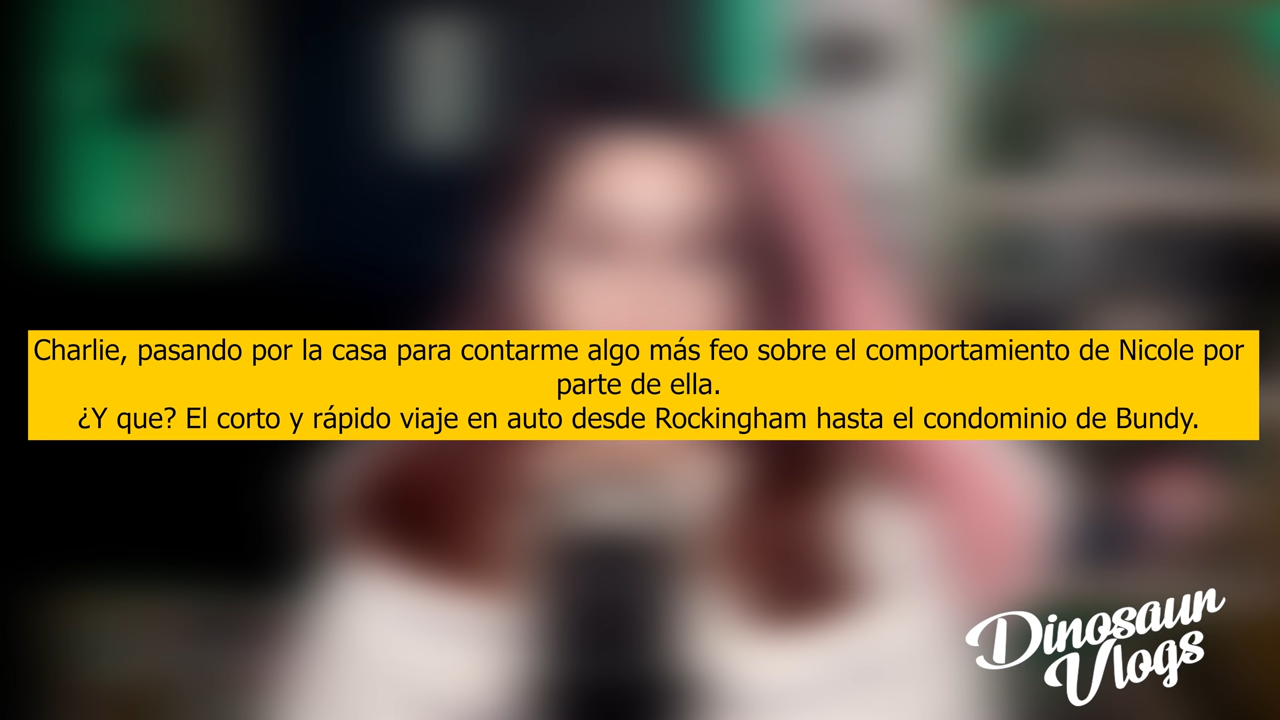 Charlie, pasando por la casa para contarme algo más feo sobre el comportamiento de Nicole por
parte de ella.
¿Y que? El corto y rápido viaje en auto desde Rockingham hasta el condominio de Bundy.
Dinosaur
Vlogs